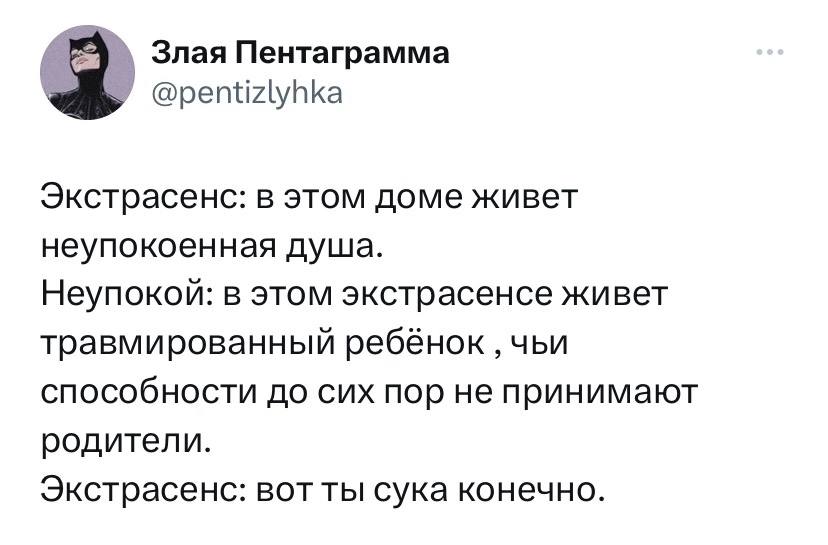 Злая Пентаграмма
@pentizlyhka
Экстрасенс: в этом доме живет
неупокоенная душа.
Неупокой: в этом экстрасенсе живет
травмированный ребёнок , чьи
способности до сих пор не принимают
родители.
Экстрасенс: вот ты сука конечно.